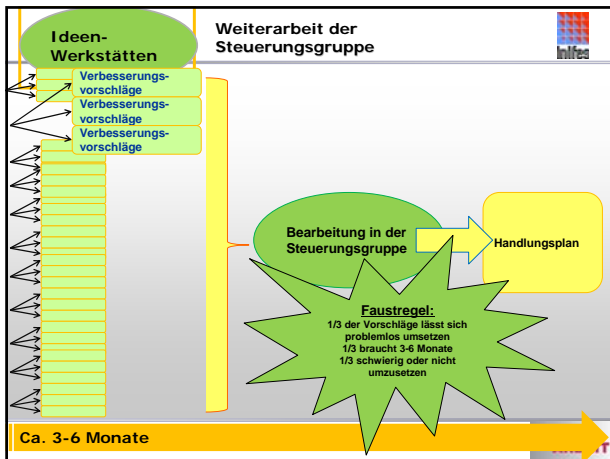 Ideen-
Werkstätten
Weiterarbeit der
Steuerungsgruppe
Inifes
Verbesserungs-
vorschläge
Verbesserungs-
vorschläge
Verbesserungs-
vorschläge
Bearbeitung in der
Steuerungsgruppe
Handlungsplan
Faustregel:
1/3 der Vorschläge lässt sich
problemlos umsetzen
1/3 braucht 3-6 Monate
1/3 schwierig oder nicht
umzusetzen
Ca. 3-6 Monate